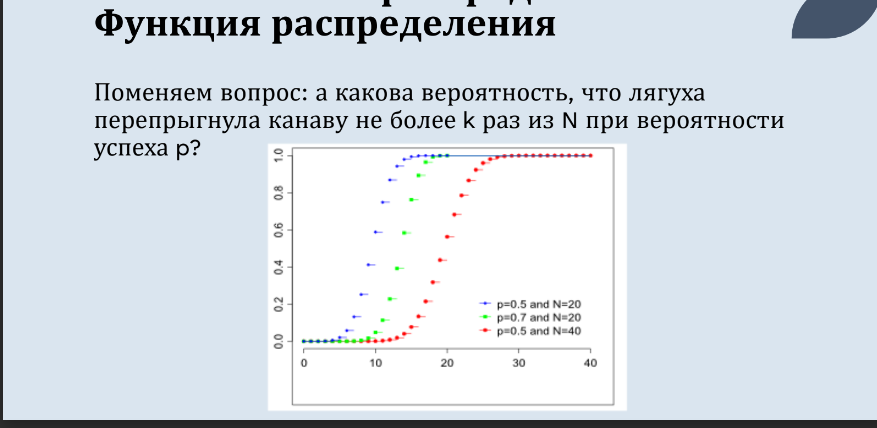 Функция распределения
Поменяем вопрос: а какова вероятность, что лягуха
перепрыгнула канаву не более k раз из N при вероятности
успеха p?
1.0
0.8
0.6
0.4
0.2
0.0
p=0.5 and N=20
p=0.7 and N=20
p=0.5 and N=40
0 10 20 30 40